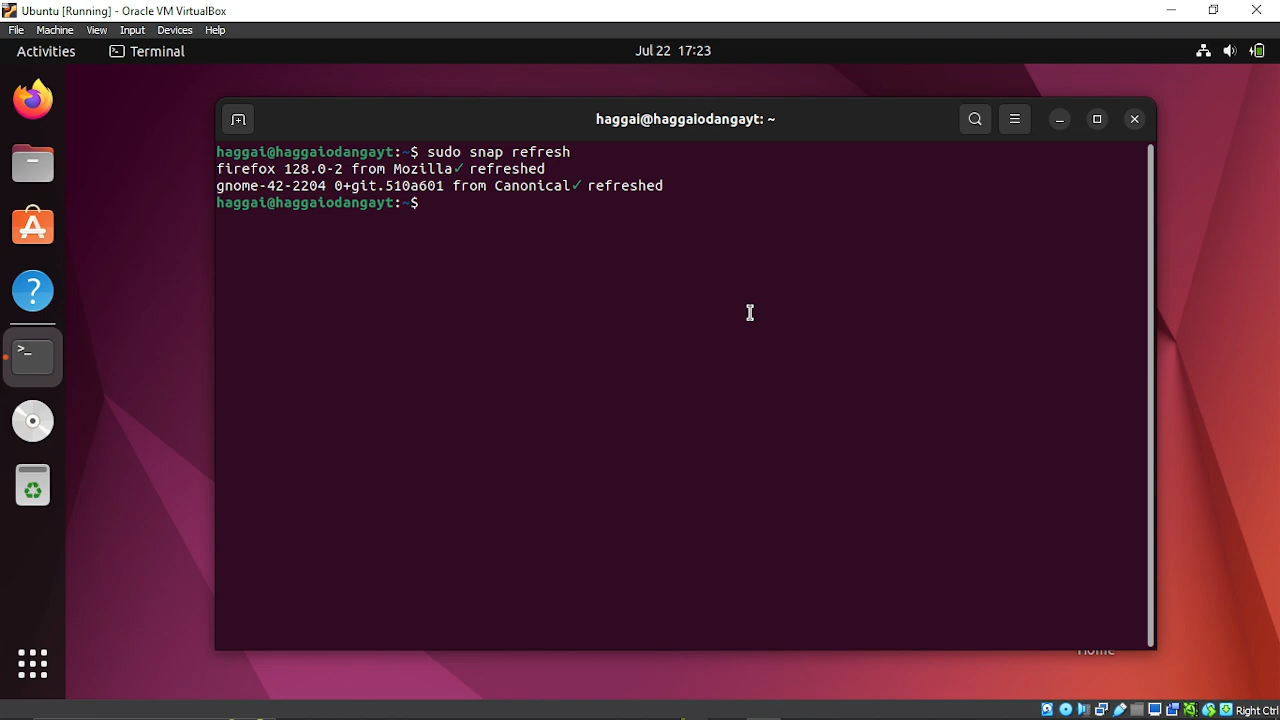 Ubuntu [Running] - Oracle VM VirtualBox
File Machine View Input Devices Help
Activities Terminal Jul 22 17:23
haggai@haggaiodangayt: ~
haggai@haggaiodangayt:~$ sudo snap refresh
firefox 128.0-2 from Mozilla✓ refreshed
gnome-42-2204 0+git.510a601 from Canonical✓ refreshed
haggai@haggaiodangayt:~$
Home
Right Ctrl